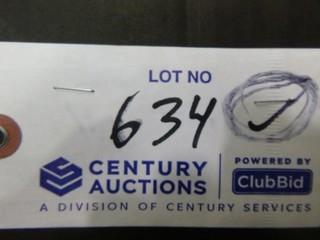 LOT NO
634
CENTURY
AUCTIONS
POWERED BY
ClubBid
A DIVISION OF CENTURY SERVICES